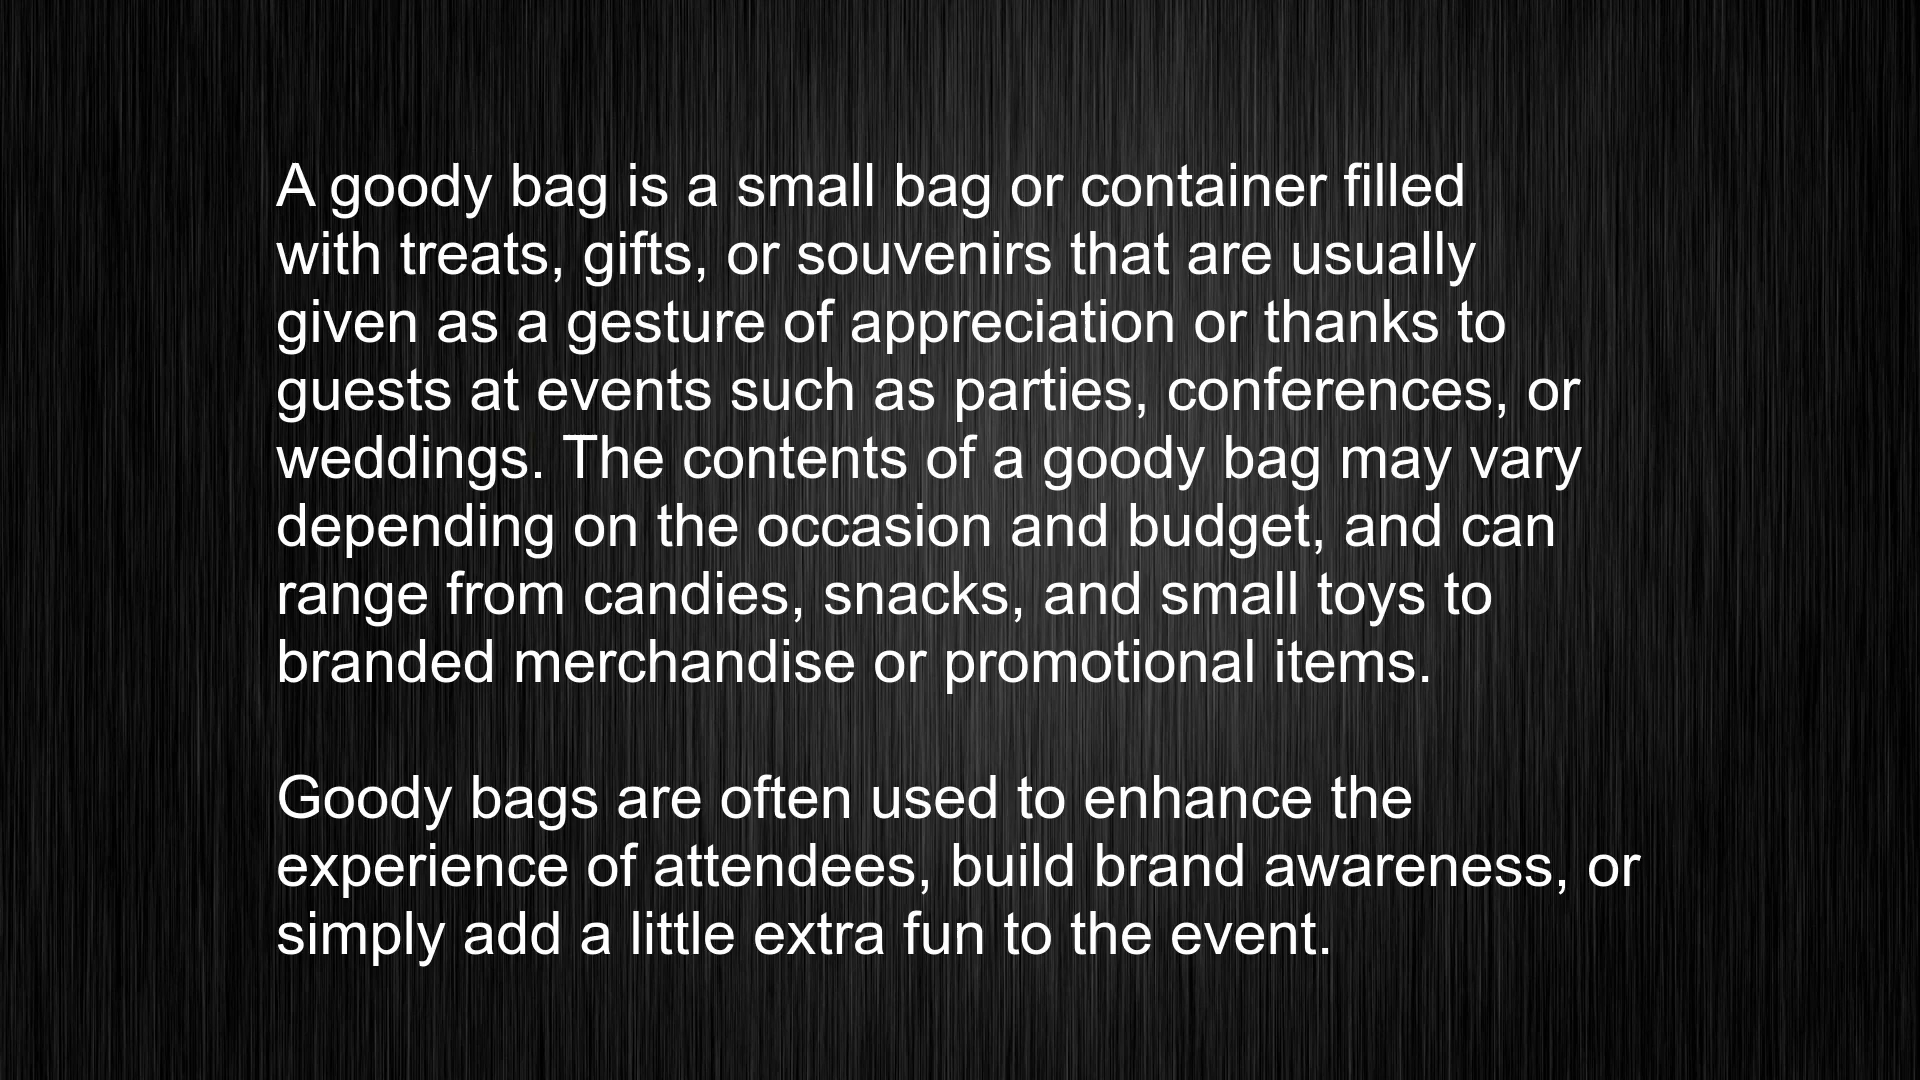 A goody bag is a small bag or container filled
with treats, gifts, or souvenirs that are usually
given as a gesture of appreciation or thanks to
guests at events such as parties, conferences, or
weddings. The contents of a goody bag may vary
depending on the occasion and budget, and can
range from candies, snacks, and small toys to
branded merchandise or promotional items.
Goody bags are often used to enhance the
experience of attendees, build brand awareness, or
simply add a little extra fun to the event.